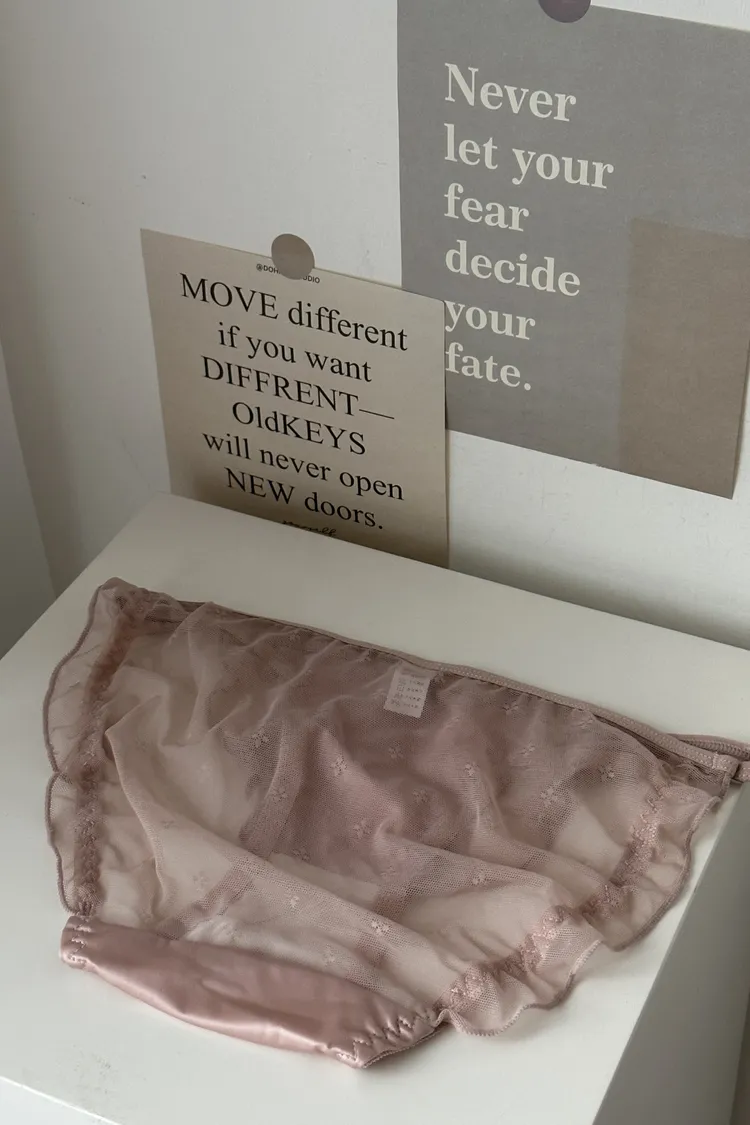 MOVE different
if you want
DIFFRENT—
OldKEYS
will never open
NEW doors.
Never
let your
fear
decide
your
fate.